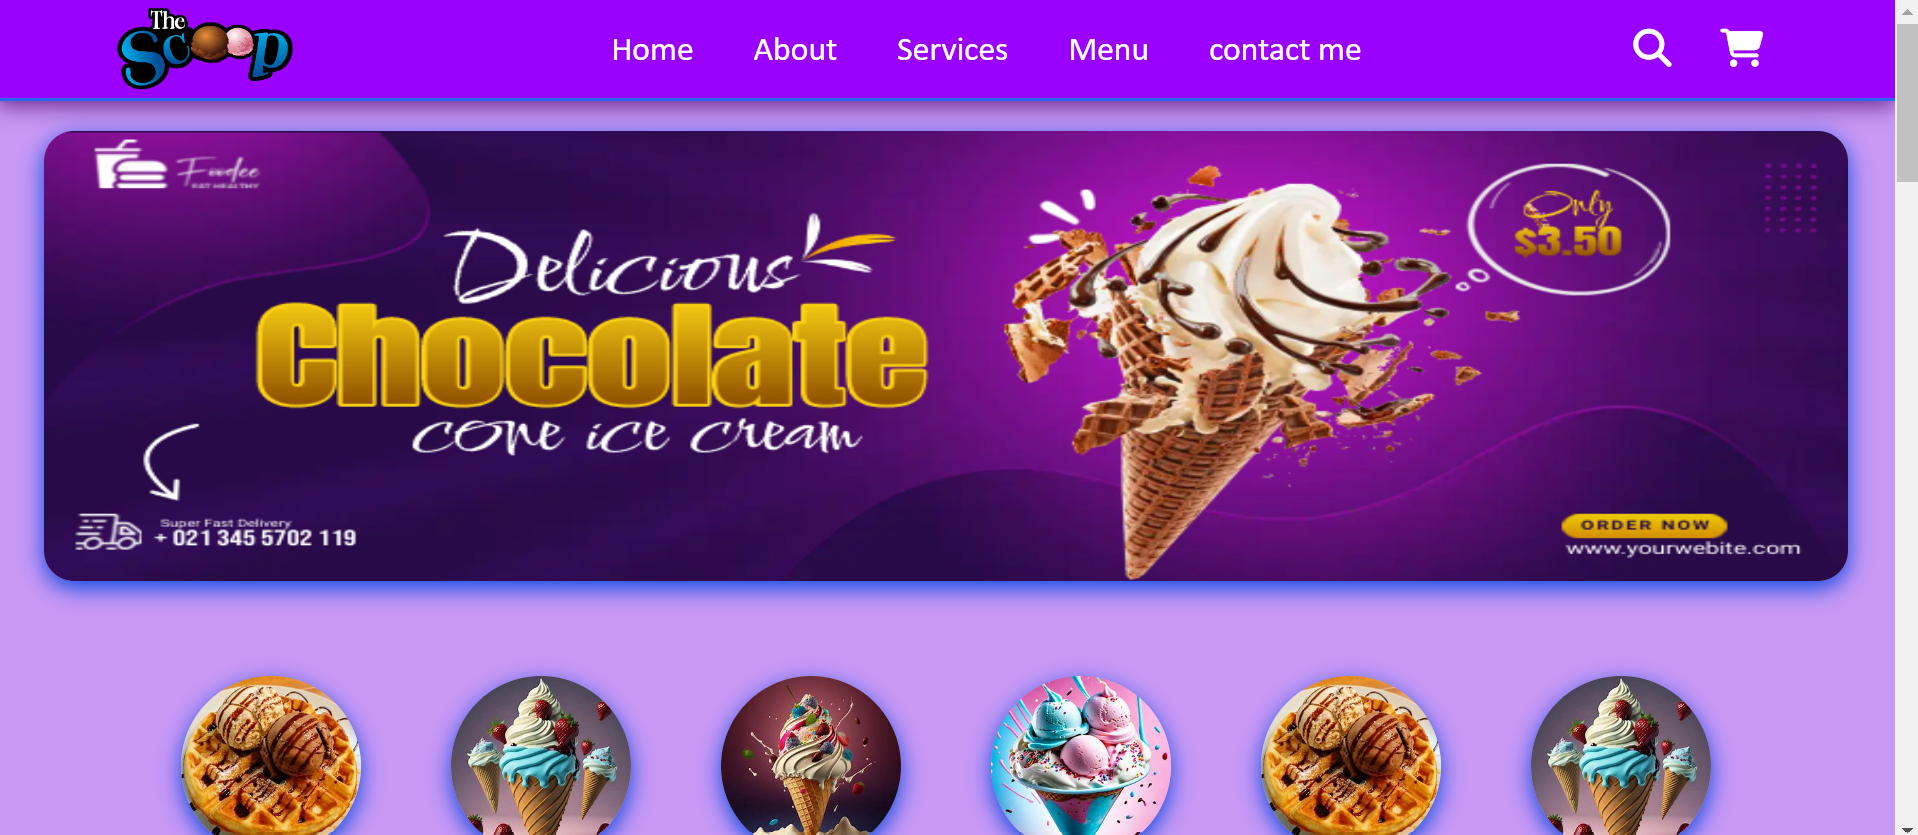 The
Scoop
Home About Services Menu contact me
Foodee
EAT HEALTHY
Only
$3.50
Delicious
Chocolate
cone ice cream
Super Fast Delivery
+ 021 345 5702 119
ORDER NOW
www.yourwebite.com